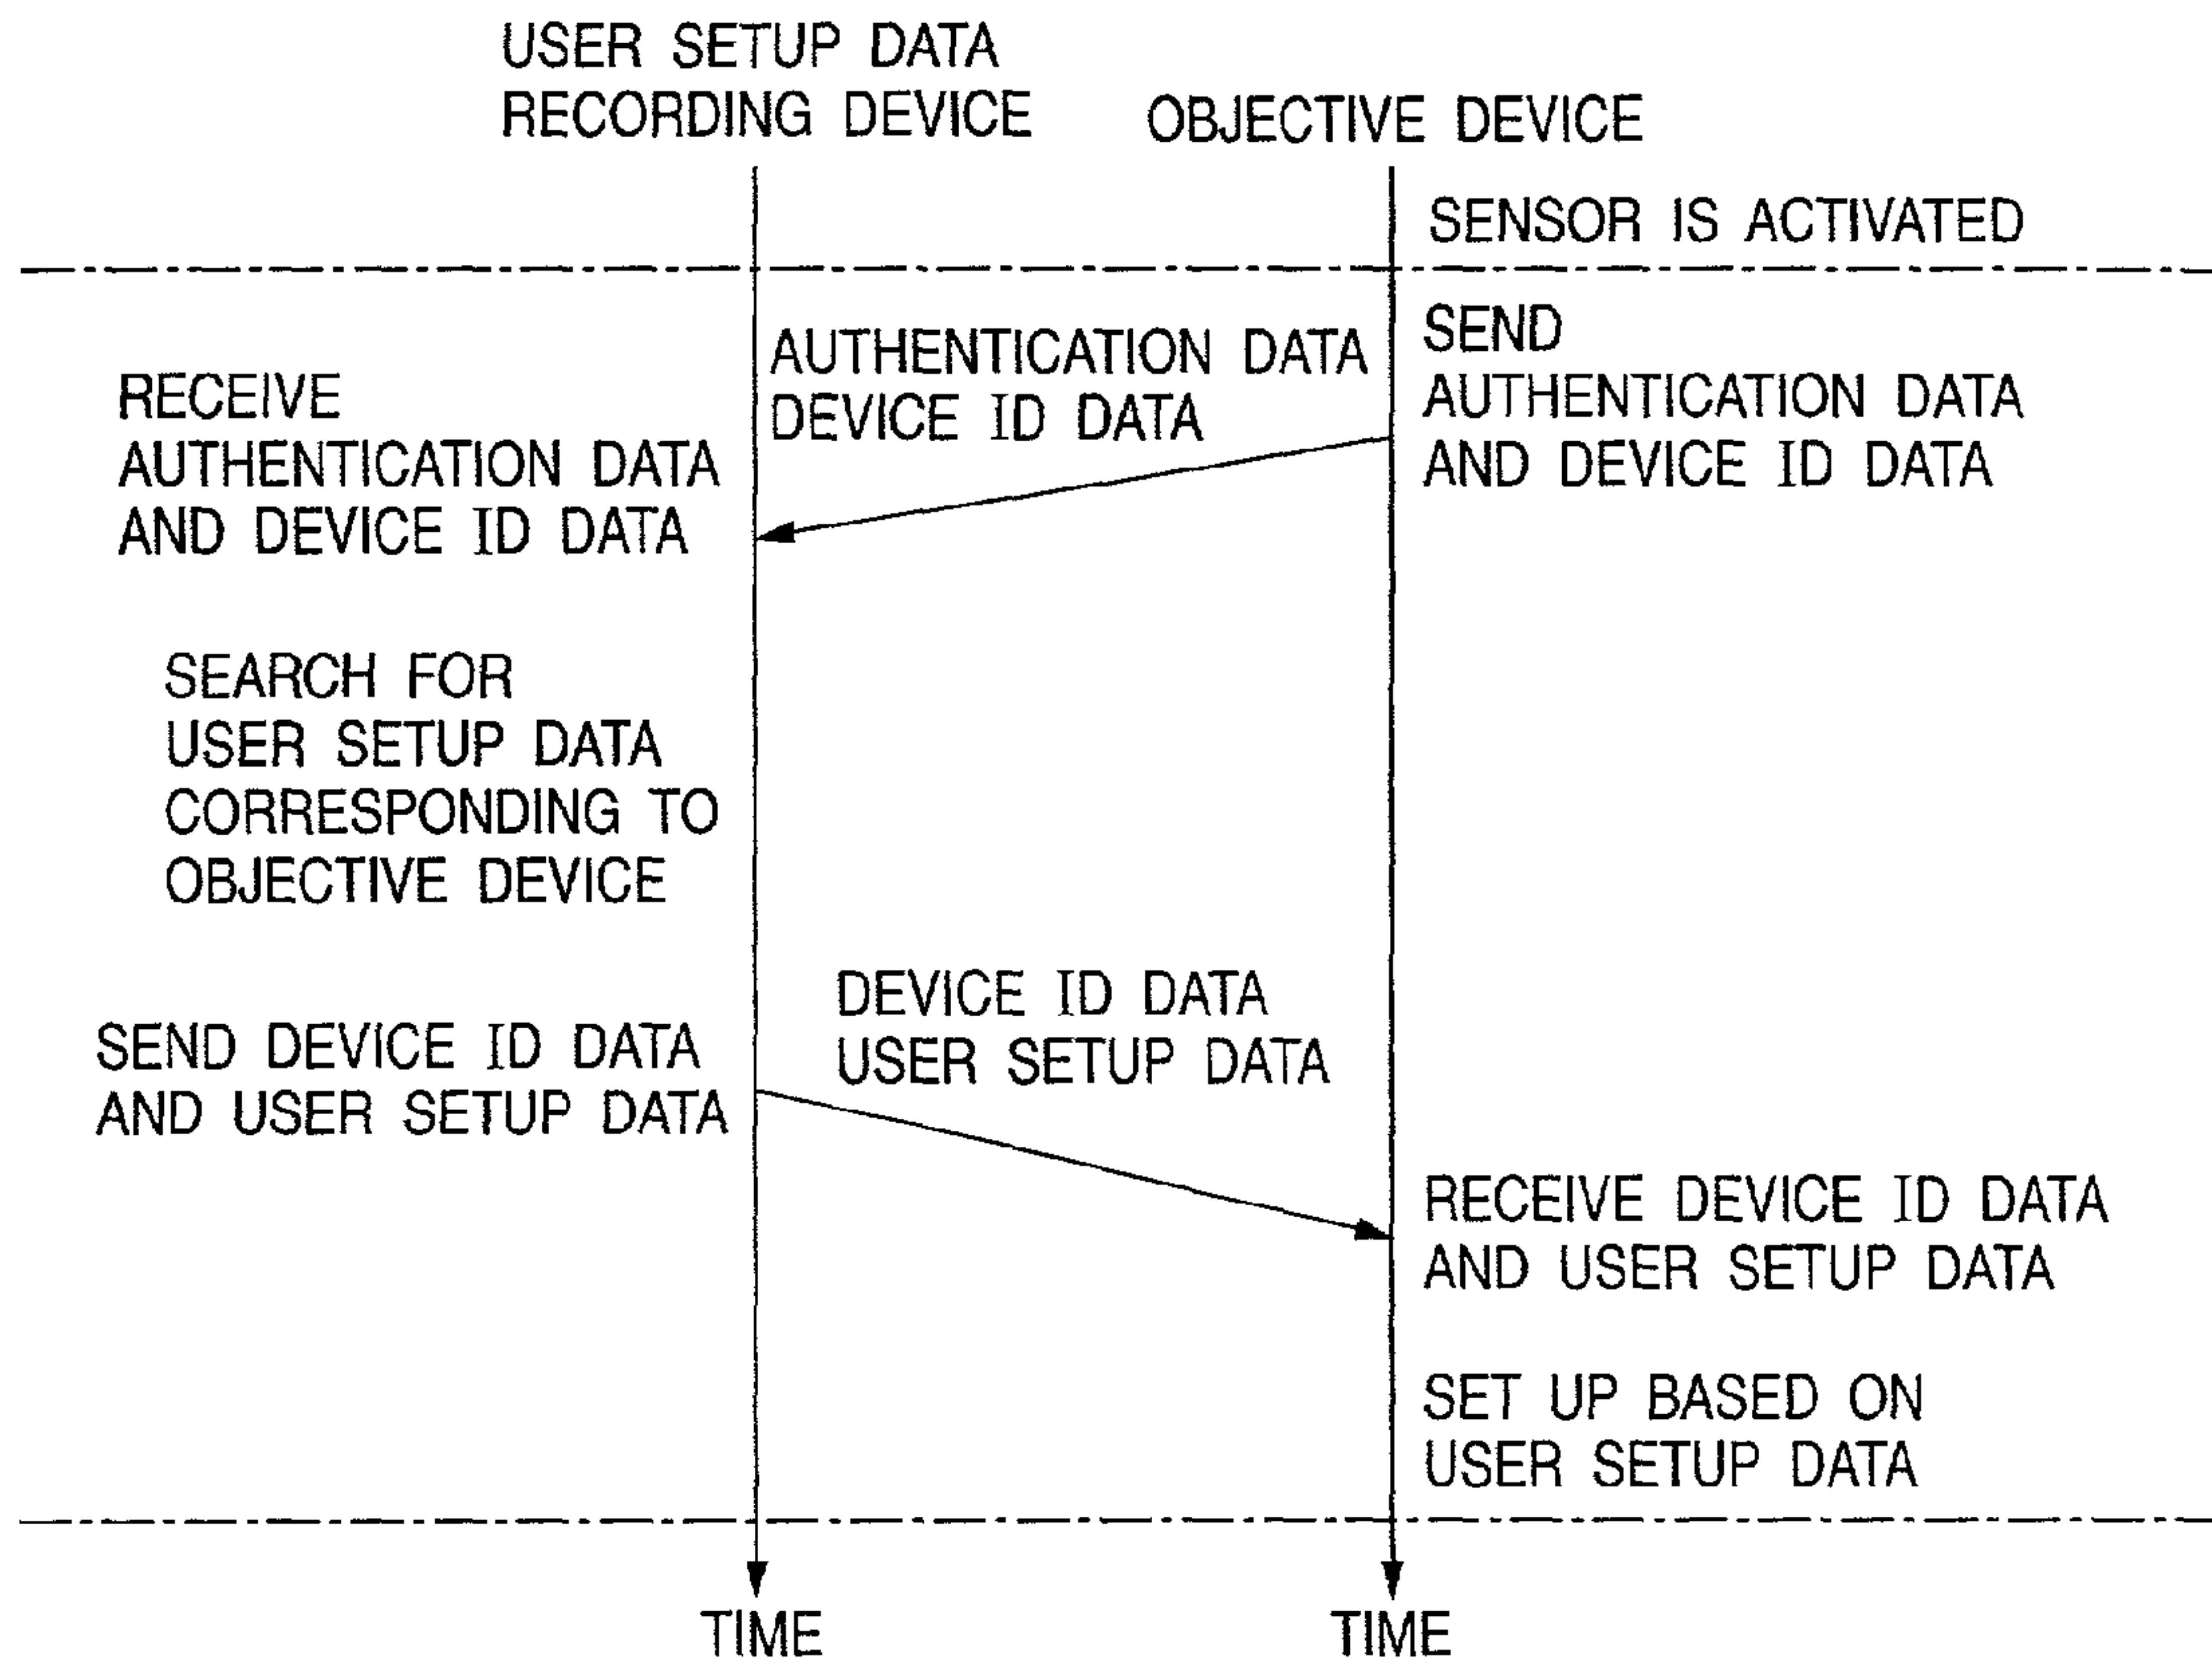 USER SETUP DATA
RECORDING DEVICE
OBJECTIVE DEVICE
SENSOR IS ACTIVATED
SEND
AUTHENTICATION DATA
AND DEVICE ID DATA
AUTHENTICATION DATA
DEVICE ID DATA
RECEIVE
AUTHENTICATION DATA
AND DEVICE ID DATA
SEARCH FOR
USER SETUP DATA
CORRESPONDING TO
OBJECTIVE DEVICE
SEND DEVICE ID DATA
AND USER SETUP DATA
DEVICE ID DATA
USER SETUP DATA
RECEIVE DEVICE ID DATA
AND USER SETUP DATA
SET UP BASED ON
USER SETUP DATA
TIME
TIME